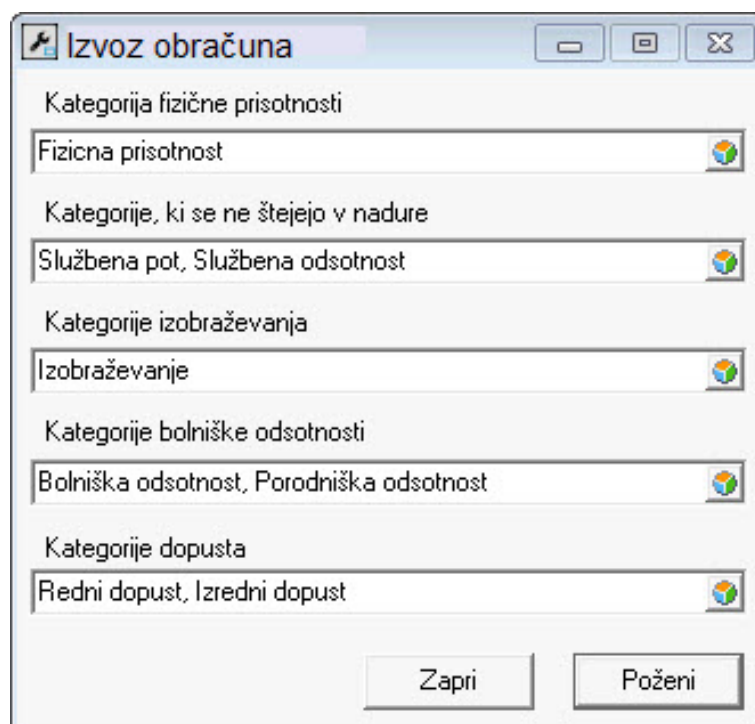 Izvoz obračuna
Kategorija fizične prisotnosti
Fizicna prisotnost
Kategorije, ki se ne štejejo v nadure
Službena pot, Službena odsotnost
Kategorije izobraževanja
Izobraževanje
Kategorije bolniške odsotnosti
Bolniška odsotnost, Porodniška odsotnost
Kategorije dopusta
Redni dopust, Izredni dopust
Zapri Poženi